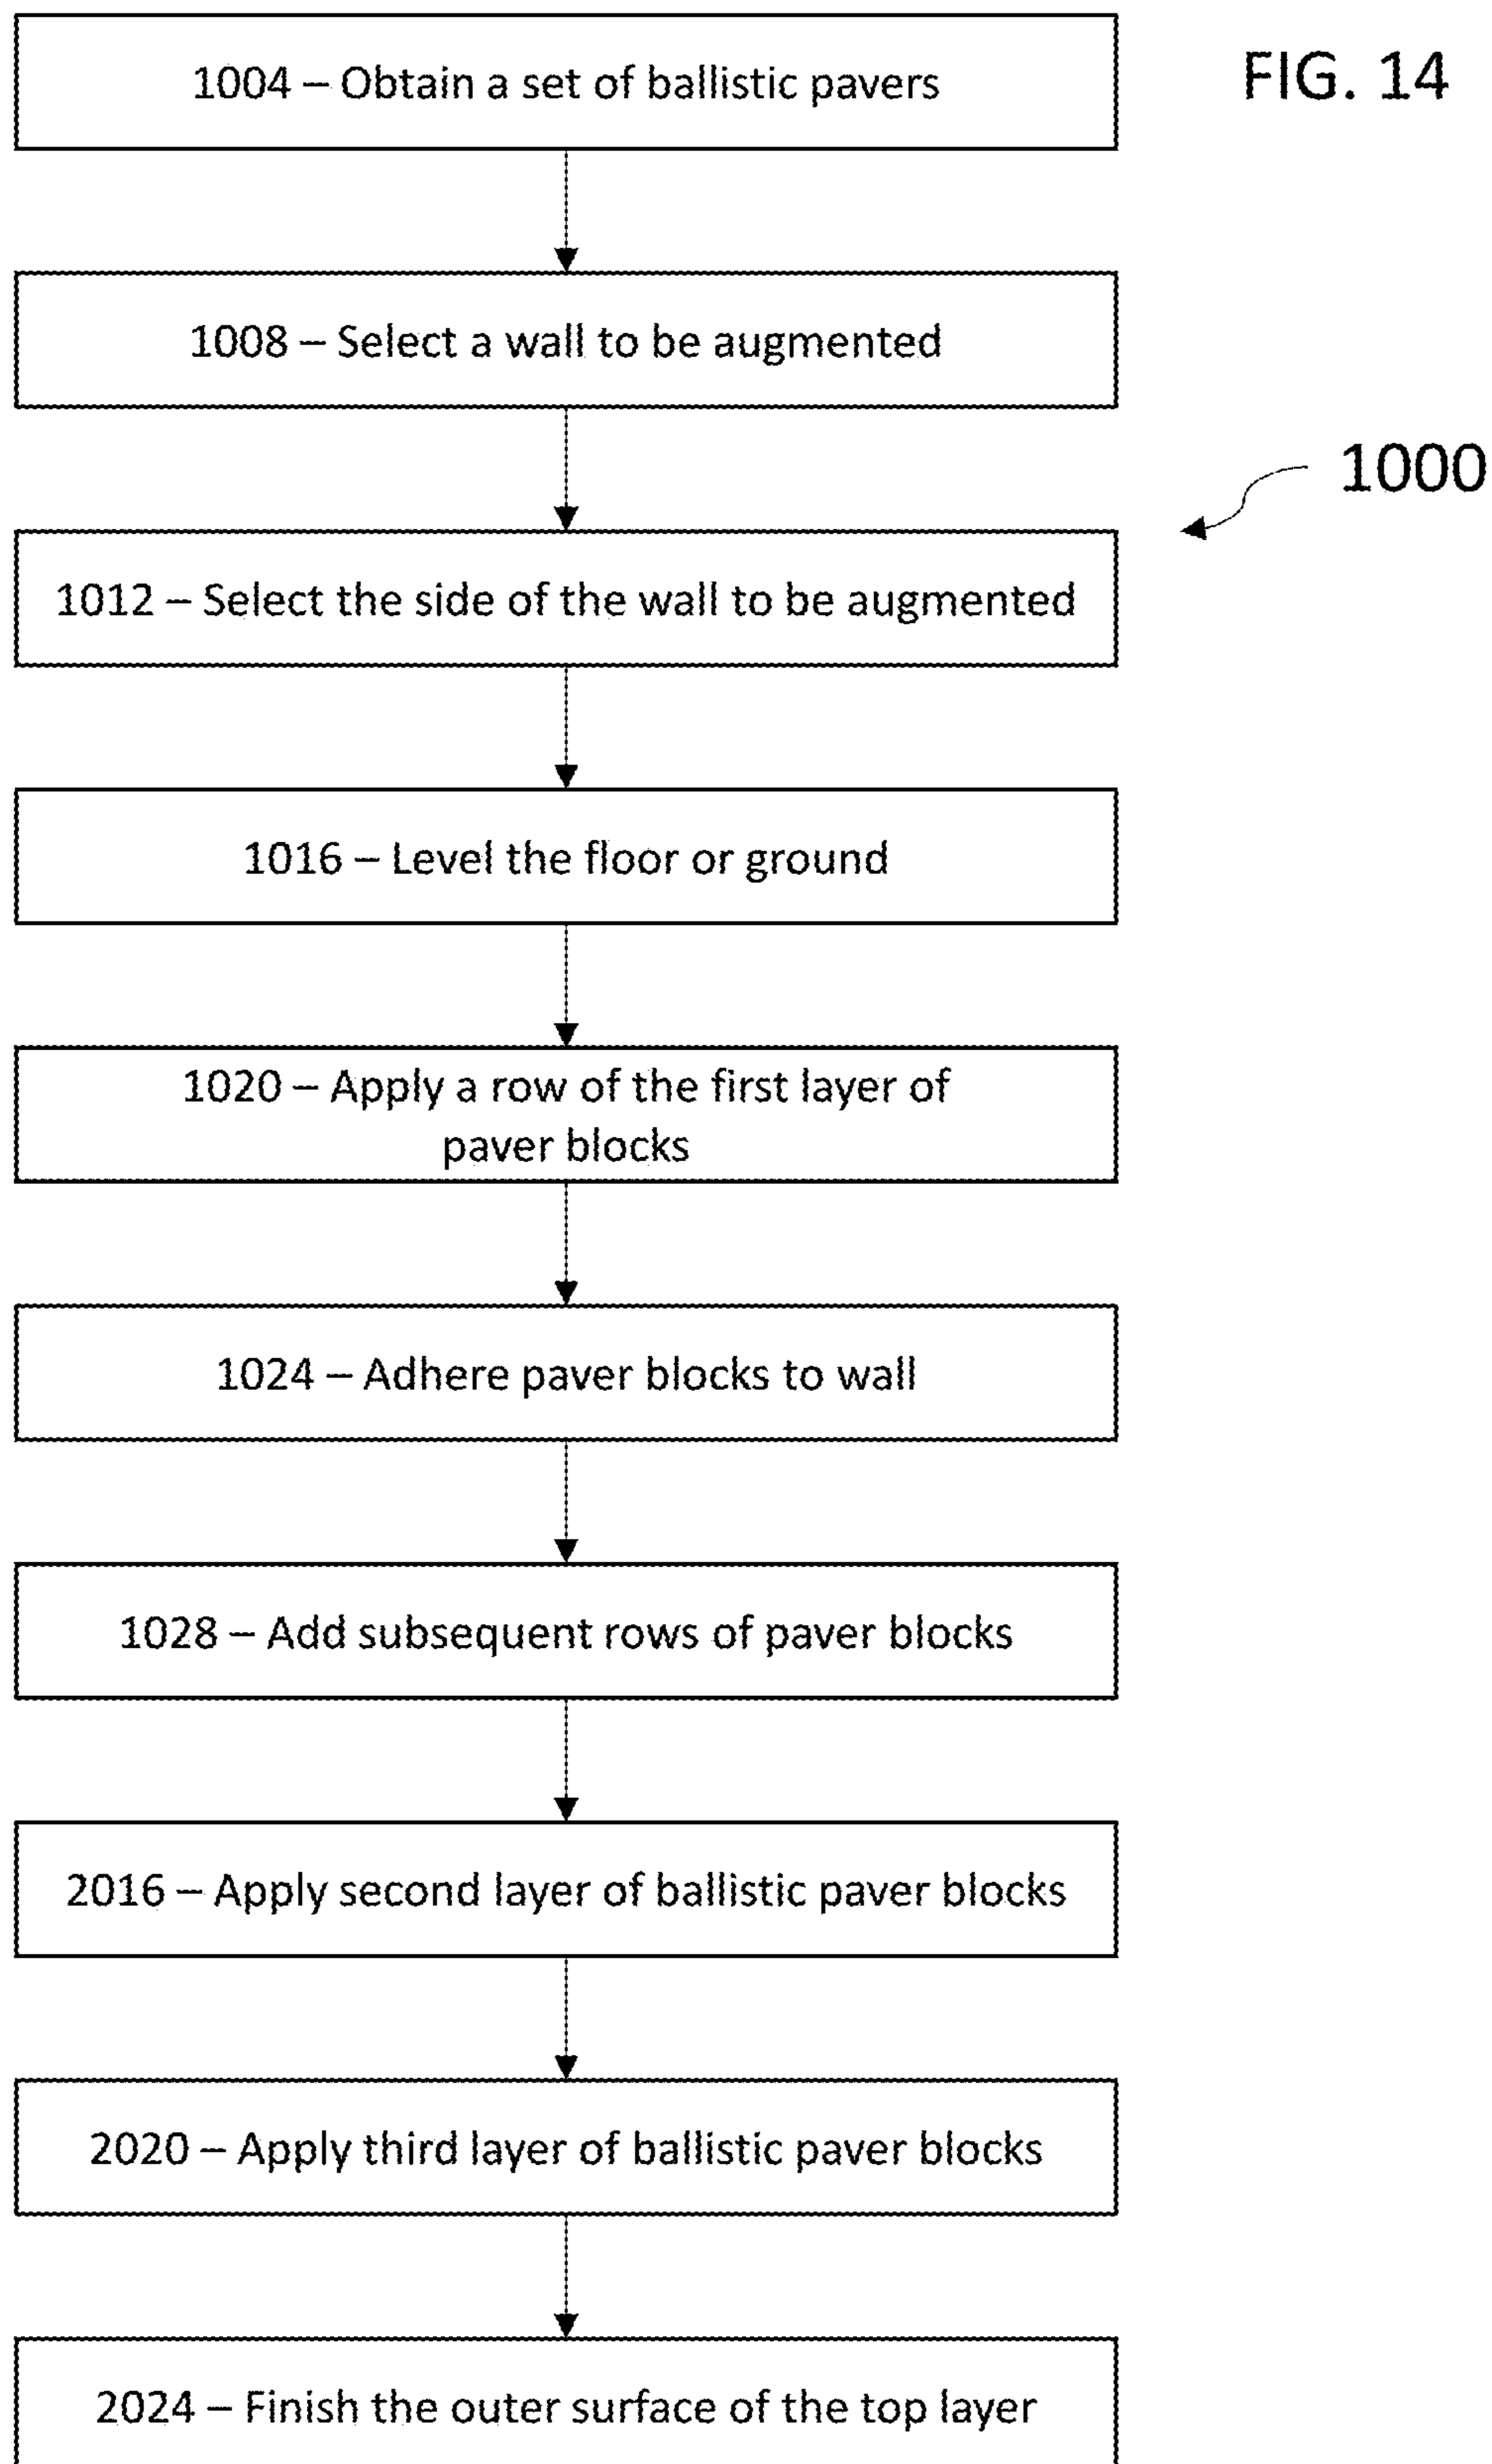 1004 – Obtain a set of ballistic pavers
FIG. 14
1008 – Select a wall to be augmented
1000
1012 – Select the side of the wall to be augmented
1016 – Level the floor or ground
1020 – Apply a row of the first layer of
paver blocks
1024 – Adhere paver blocks to wall
1028 – Add subsequent rows of paver blocks
2016 – Apply second layer of ballistic paver blocks
2020 – Apply third layer of ballistic paver blocks
2024 – Finish the outer surface of the top layer